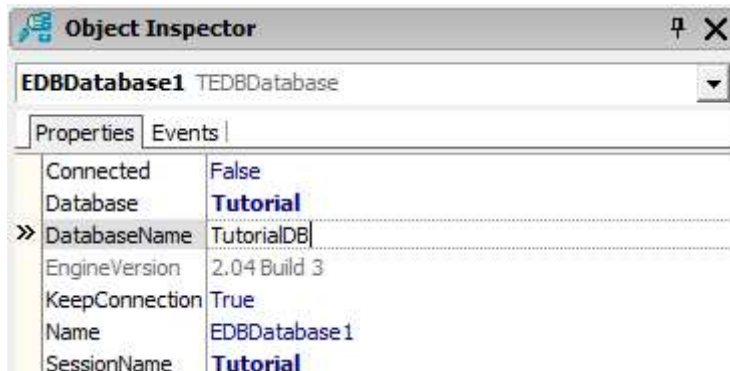 Object Inspector
EDBDatabase1 TEDBDatabase
Properties Events
Connected False
Database Tutorial
DatabaseName TutorialDB
EngineVersion 2.04 Build 3
KeepConnection True
Name EDBDatabase1
SessionName Tutorial